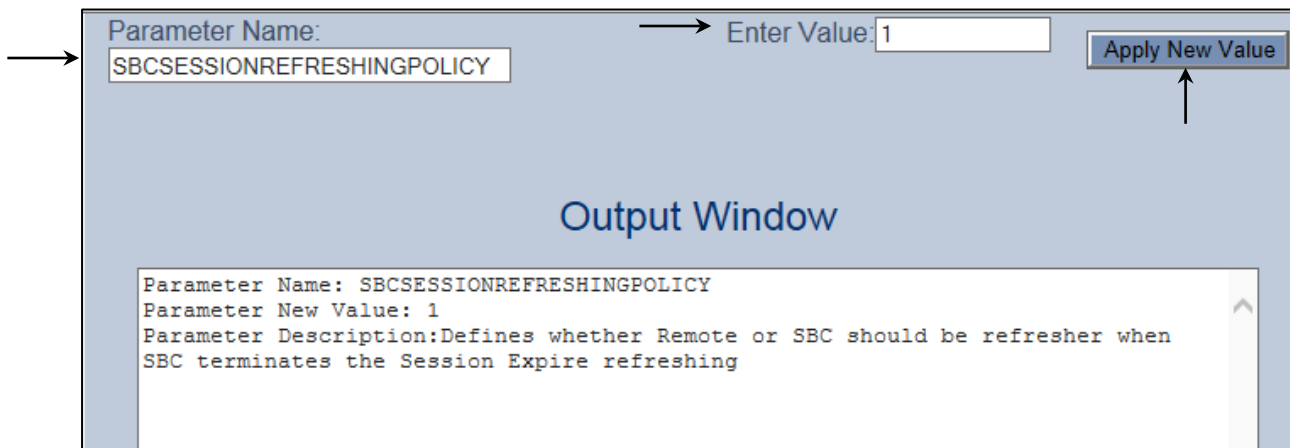 Parameter Name:
Enter Value: 1
Apply New Value
SBCSESSIONREFRESHINGPOLICY
Output Window
Parameter Name: SBCSESSIONREFRESHINGPOLICY
Parameter New Value: 1
Parameter Description:Defines whether Remote or SBC should be refresher when
SBC terminates the Session Expire refreshing